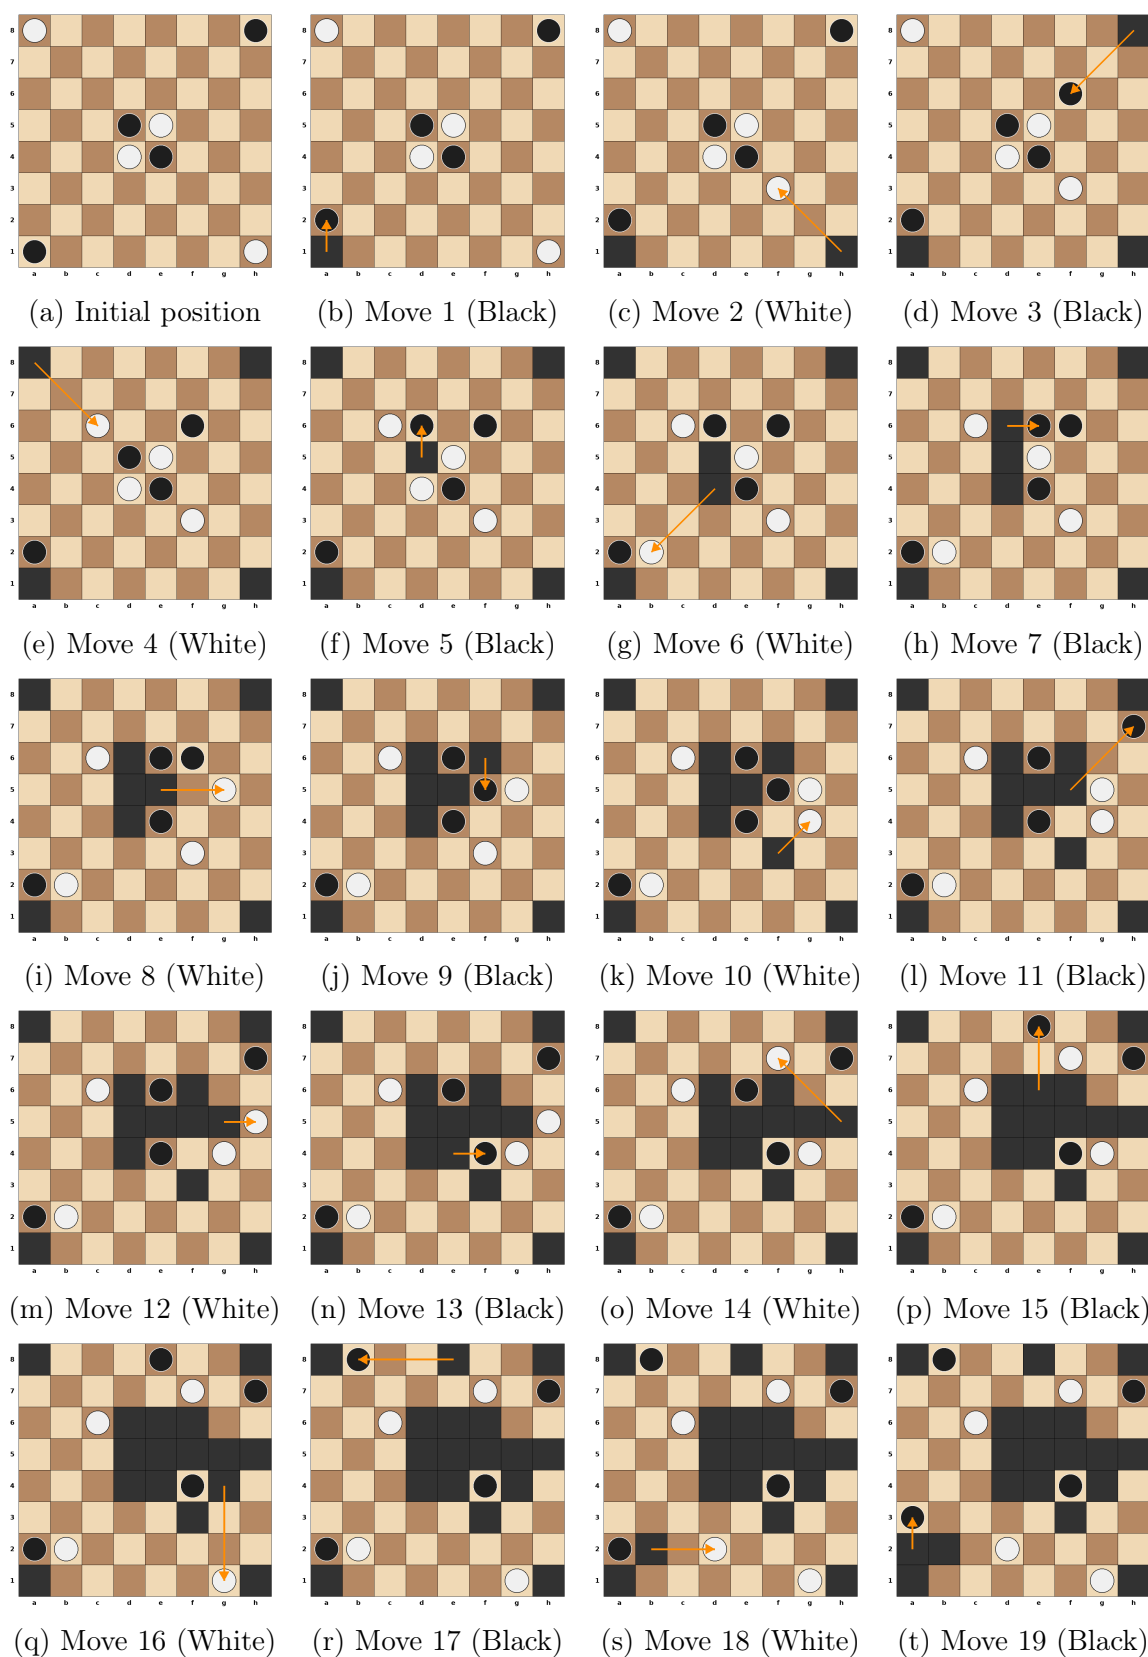 (a) Initial position
(b) Move 1 (Black)
(c) Move 2 (White)
(d) Move 3 (Black)
(e) Move 4 (White)
(f) Move 5 (Black)
(g) Move 6 (White)
(h) Move 7 (Black)
(i) Move 8 (White)
(j) Move 9 (Black)
(k) Move 10 (White)
(l) Move 11 (Black)
(m) Move 12 (White)
(n) Move 13 (Black)
(o) Move 14 (White)
(p) Move 15 (Black)
(q) Move 16 (White)
(r) Move 17 (Black)
(s) Move 18 (White)
(t) Move 19 (Black)